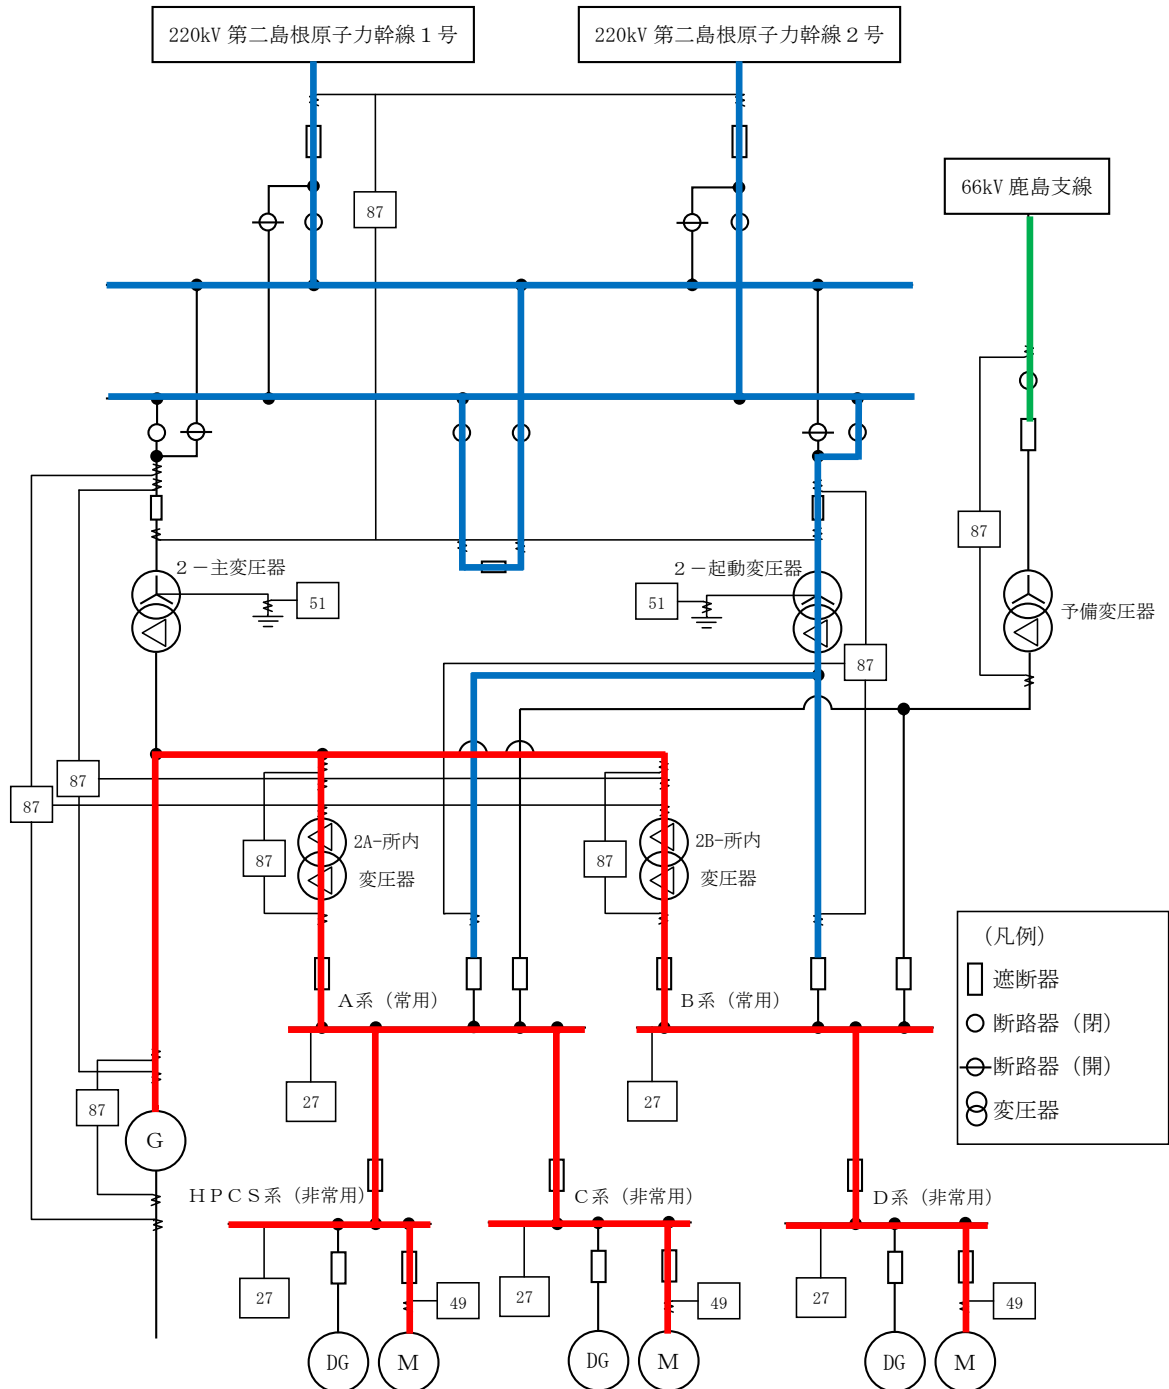 220kV 第二島根原子力幹線１号
220kV 第二島根原子力幹線２号
66kV 鹿島支線
87
87
２－主変圧器
２－起動変圧器
51
51
予備変圧器
87
87
87
2A-所内
変圧器
87
2B-所内
変圧器
87
(凡例)
遮断器
断路器（閉）
断路器（開）
変圧器
Ａ系（常用）
Ｂ系（常用）
27
27
87
G
ＨＰＣＳ系（非常用）
Ｃ系（非常用）
Ｄ系（非常用）
27
49
27
49
27
49
DG
M
DG
M
DG
M